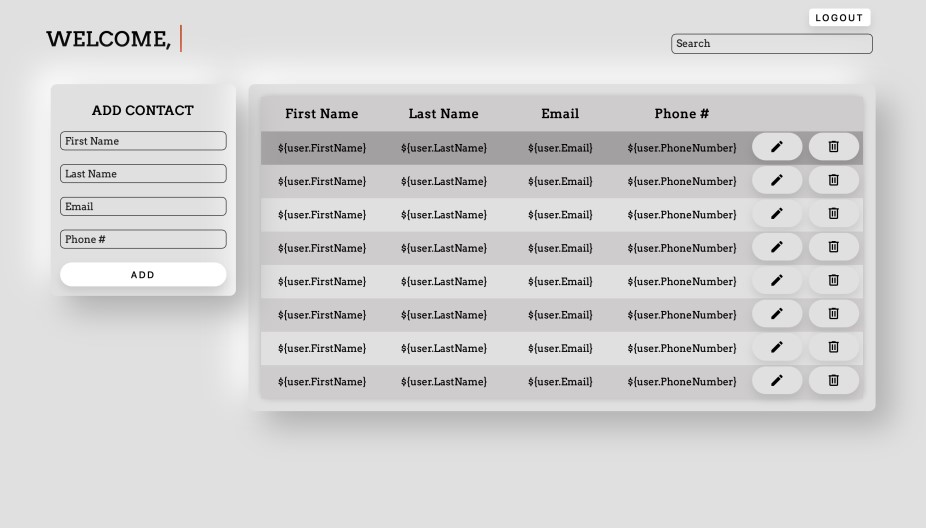 LOGOUT
WELCOME,
Search
ADD CONTACT
First Name
Last Name
Email
Phone #
ADD
First Name Last Name Email Phone #
${user.FirstName} ${user.LastName} ${user.Email} ${user.PhoneNumber}
${user.FirstName} ${user.LastName} ${user.Email} ${user.PhoneNumber}
${user.FirstName} ${user.LastName} ${user.Email} ${user.PhoneNumber}
${user.FirstName} ${user.LastName} ${user.Email} ${user.PhoneNumber}
${user.FirstName} ${user.LastName} ${user.Email} ${user.PhoneNumber}
${user.FirstName} ${user.LastName} ${user.Email} ${user.PhoneNumber}
${user.FirstName} ${user.LastName} ${user.Email} ${user.PhoneNumber}
${user.FirstName} ${user.LastName} ${user.Email} ${user.PhoneNumber}